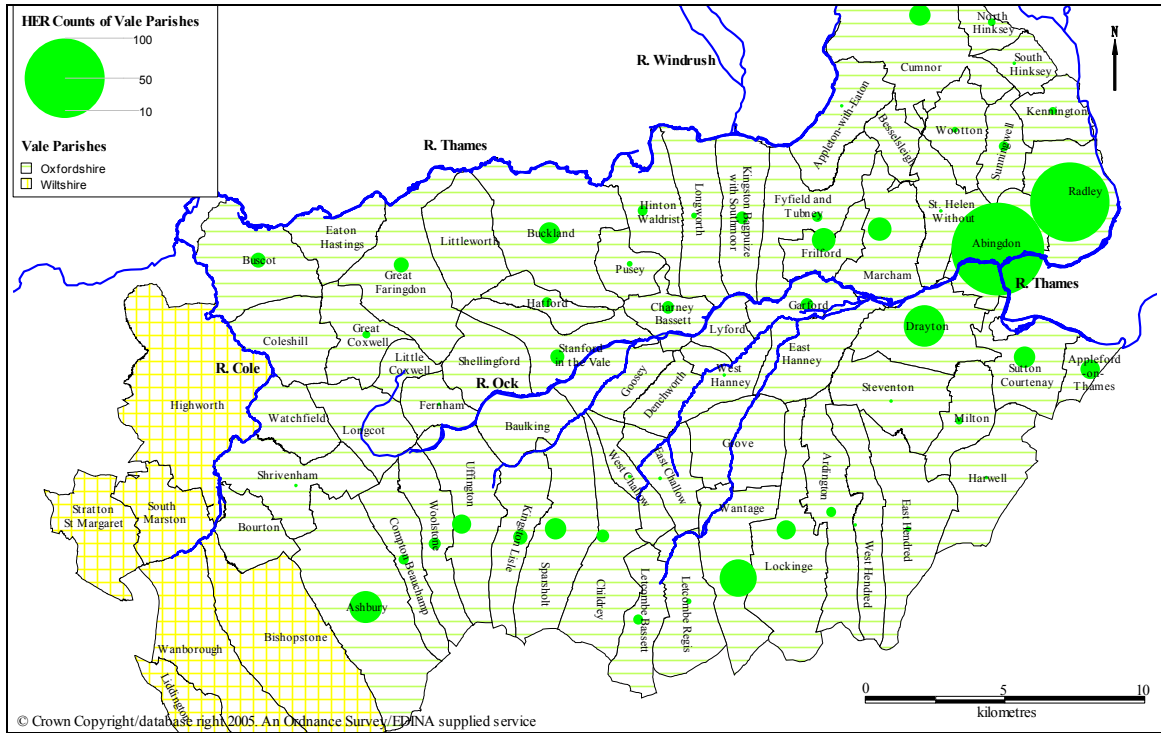 HER Counts of Vale Parishes
100
50
10
Vale Parishes
Oxfordshire
Wiltshire
N
North
Hinksey
Cumnor
South
Hinksey
R. Windrush
Kennington
Appleton-with-Eaton
Besselsleigh
Wootton
Sunningwell
R. Thames
Radley
Hinton
Waldrist
Longworth
Kingston Bagpuize
with Southmoor
Fyfield and
Tubney
St. Helen
Without
Eaton
Hastings
Littleworth
Buckland
Frilford
Abingdon
Buscot
Great
Faringdon
Pusey
Marcham
R. Thames
Hatford
Charney
Bassett
Garford
Lyford
Drayton
Coleshill
Great
Coxwell
Little
Coxwell
Shellingford
Stanford
in the Vale
East
Hanney
Sutton
Courtenay
Appleford
-on-
Thames
R. Cole
R. Ock
Goosey
Denchworth
West
Hanney
Steventon
Highworth
Watchfield
Fernham
Milton
Longcot
Baulking
Grove
Shrivenham
Uffington
West Challow
East Challow
Ardington
Harwell
Stratton
St Margaret
South
Marston
Bourton
Woolstone
Kingston Lisle
Wantage
East Hendred
Compton Beauchamp
Sparsholt
Childrey
Lockinge
West Hendred
Letcombe Bassett
Letcombe Regis
Ashbury
Bishopstone
Wanborough
Liddington
0
10
kilometres
© Crown Copyright/database right 2005. An Ordnance Survey/EDINA supplied service